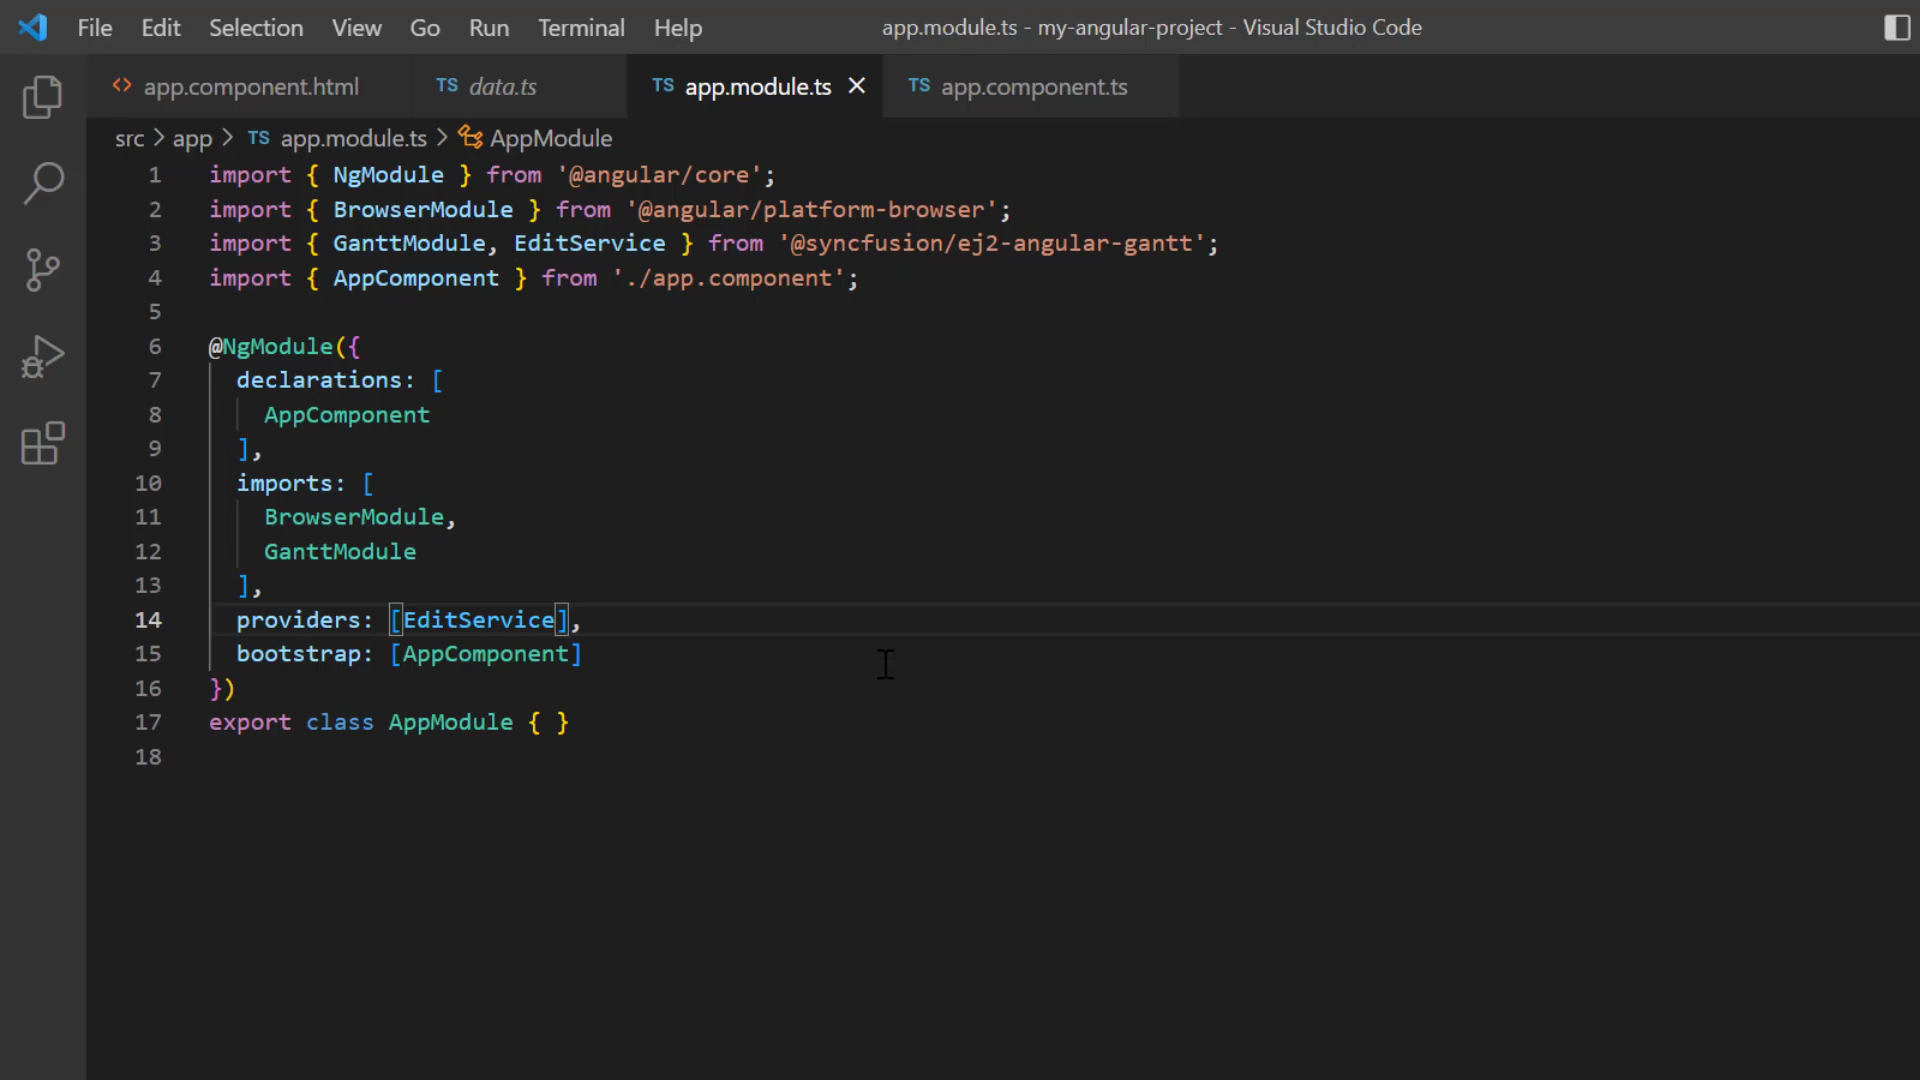 File Edit Selection View Go Run Terminal Help app.module.ts - my-angular-project - Visual Studio Code
<> app.component.html TS data.ts TS app.module.ts × TS app.component.ts
src > app > TS app.module.ts > AppModule
1 import { NgModule } from '@angular/core';
2 import { BrowserModule } from '@angular/platform-browser';
3 import { GanttModule, EditService } from '@syncfusion/ej2-angular-gantt';
4 import { AppComponent } from './app.component';
5
6 @NgModule({
7 declarations: [
8 AppComponent
9 ],
10 imports: [
11 BrowserModule,
12 GanttModule
13 ],
14 providers: [EditService],
15 bootstrap: [AppComponent]
16 })
17 export class AppModule { }
18